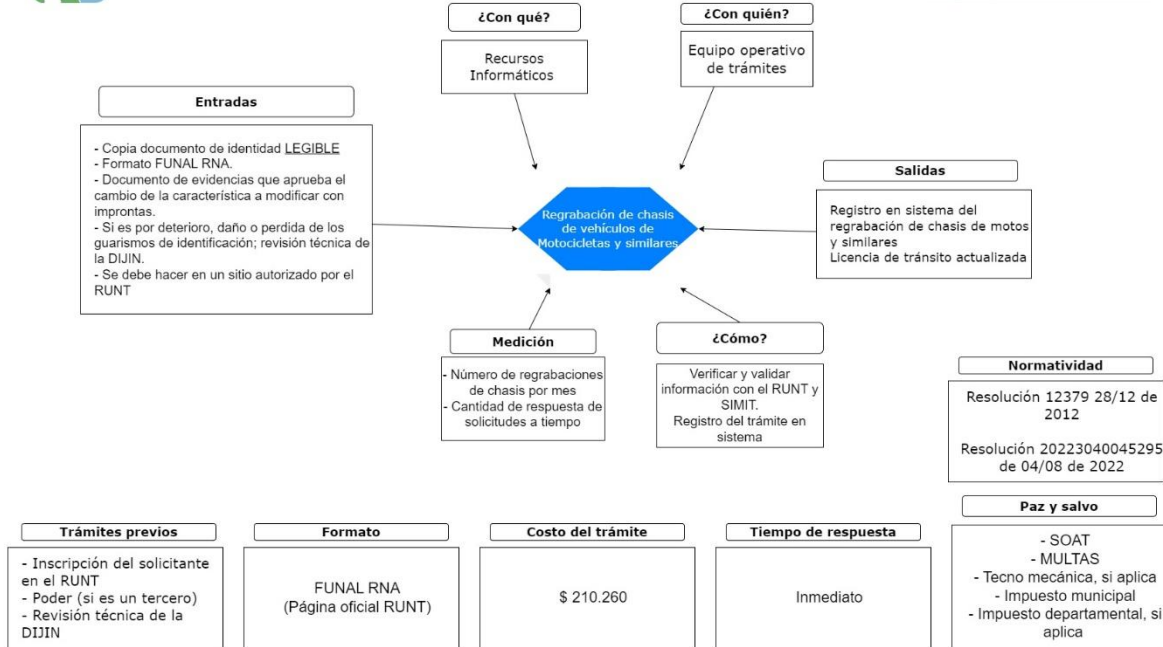 ¿Con qué?
Recursos
Informáticos
¿Con quién?
Equipo operativo
de trámites
Entradas
- Copia documento de identidad LEGIBLE
- Formato FUNAL RNA.
- Documento de evidencias que aprueba el
cambio de la característica a modificar con
improntas.
- Si es por deterioro, daño o perdida de los
guarismos de identificación; revisión técnica de
la DIJIN.
- Se debe hacer en un sitio autorizado por el
RUNT
Regrabación de chasis
de vehículos de
Motocicletas y similares
Salidas
Registro en sistema del
regrabación de chasis de motos
y similares
Licencia de tránsito actualizada
Medición
- Número de regrabaciones
de chasis por mes
- Cantidad de respuesta de
solicitudes a tiempo
¿Cómo?
Verificar y validar
información con el RUNT y
SIMIT.
Registro del trámite en
sistema
Normatividad
Resolución 12379 28/12 de
2012
Resolución 20223040045295
de 04/08 de 2022
Trámites previos
- Inscripción del solicitante
en el RUNT
- Poder (si es un tercero)
- Revisión técnica de la
DIJIN
Formato
FUNAL RNA
(Página oficial RUNT)
Costo del trámite
$ 210.260
Tiempo de respuesta
Inmediato
Paz y salvo
- SOAT
- MULTAS
- Tecno mecánica, si aplica
- Impuesto municipal
- Impuesto departamental, si
aplica